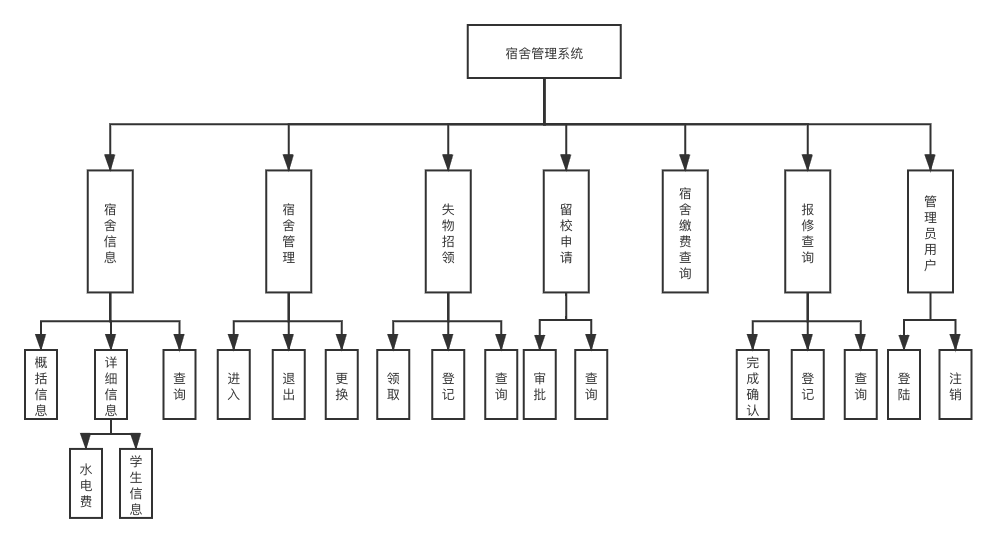 宿舍管理系统
宿舍信息
宿舍管理
失物招领
留校申请
宿舍缴费查询
报修查询
管理员用户
概括信息
详细信息
查询
进入
退出
更换
领取
登记
查询
审批
查询
完成确认
登记
查询
登陆
注销
水电费
学生信息